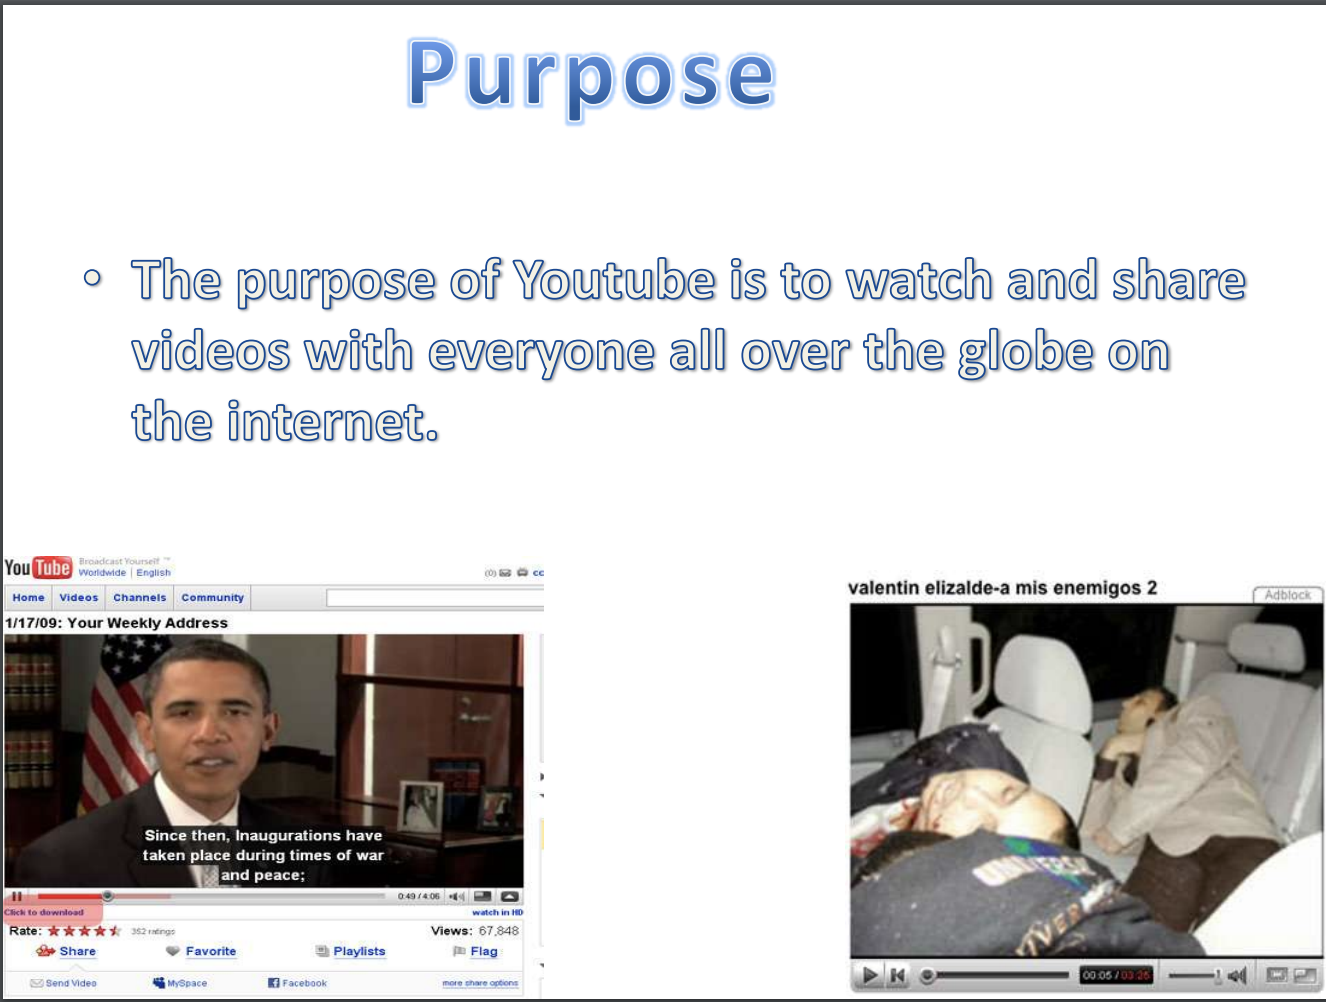 Purpose
• The purpose of Youtube is to watch and share
videos with everyone all over the globe on
the internet.
YouTube Broadcast Yourself ™
Worldwide | English
(0)
Home Videos Channels Community
1/17/09: Your Weekly Address
Since then, Inaugurations have
taken place during times of war
and peace;
0:49 / 4:06
Click to download watch in HD
Rate: 352 ratings Views: 67,848
Share Favorite Playlists Flag
Send Video MySpace Facebook more share options
valentin elizalde-a mis enemigos 2
Adblock
00:05 / 03:25